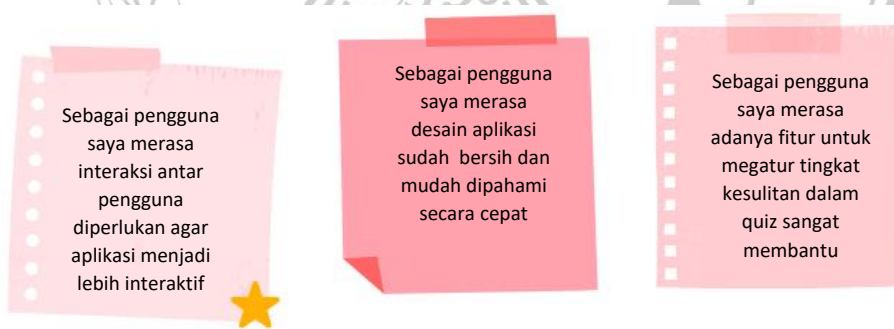 Sebagai pengguna
saya merasa
interaksi antar
pengguna
diperlukan agar
aplikasi menjadi
lebih interaktif
Sebagai pengguna
saya merasa
desain aplikasi
sudah bersih dan
mudah dipahami
secara cepat
Sebagai pengguna
saya merasa
adanya fitur untuk
megatur tingkat
kesulitan dalam
quiz sangat
membantu